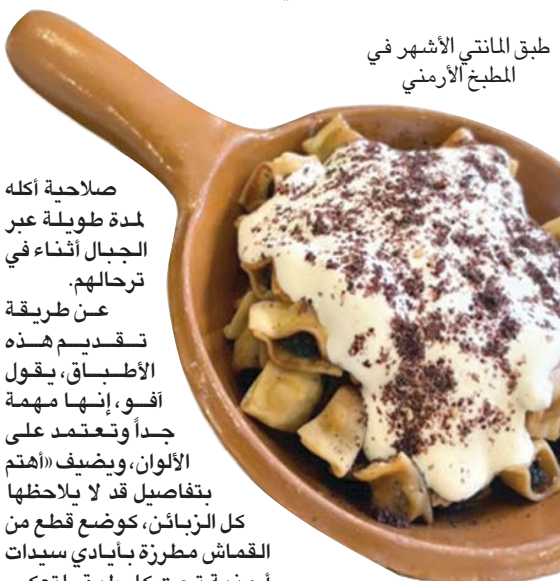 طبق المانتي الأشهر في
المطبخ الأرمني
صلاحية أكله
لمدة طويلة عبر
الجبال أثناء في
ترحالهم.
عن طريقة
تقديم هذه
الأطباق، يقول
آفو، إنها مهمة
جداً وتعتمد على
الألوان، ويضيف «أهتم
بتفاصيل قد لا يلاحظها
كل الزبائن، كوضع قطع من
القماش مطرزة بأيادي سيدات